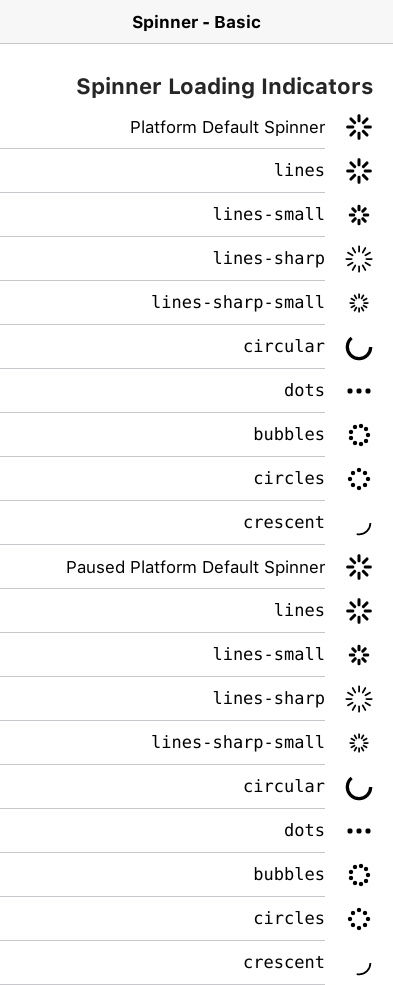 Spinner - Basic
Spinner Loading Indicators
Platform Default Spinner
lines
lines-small
lines-sharp
lines-sharp-small
circular
dots
bubbles
circles
crescent
Paused Platform Default Spinner
lines
lines-small
lines-sharp
lines-sharp-small
circular
dots
bubbles
circles
crescent